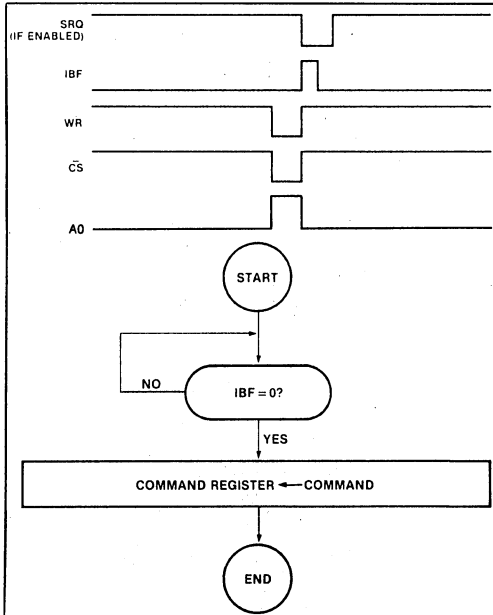 SRQ
(IF ENABLED)
IBF
WR
C̅S̅
A0
START
NO
IBF = 0?
YES
COMMAND REGISTER ← COMMAND
END